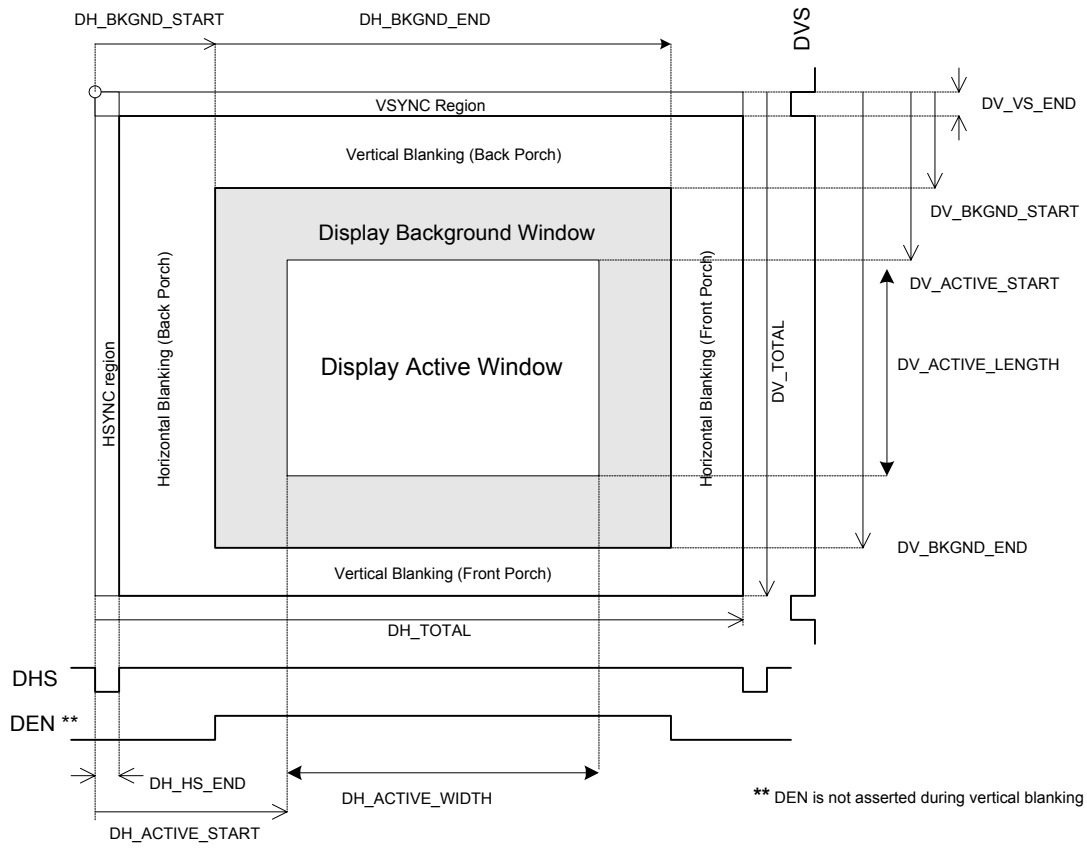 DH_BKGND_START
DH_BKGND_END
DVS
VSYNC Region
DV_VS_END
Vertical Blanking (Back Porch)
DV_BKGND_START
Display Background Window
DV_ACTIVE_START
HSYNC region
Horizontal Blanking (Back Porch)
Display Active Window
Horizontal Blanking (Front Porch)
DV_TOTAL
DV_ACTIVE_LENGTH
DV_BKGND_END
Vertical Blanking (Front Porch)
DH_TOTAL
DHS
DEN **
DH_HS_END
DH_ACTIVE_WIDTH
** DEN is not asserted during vertical blanking
DH_ACTIVE_START